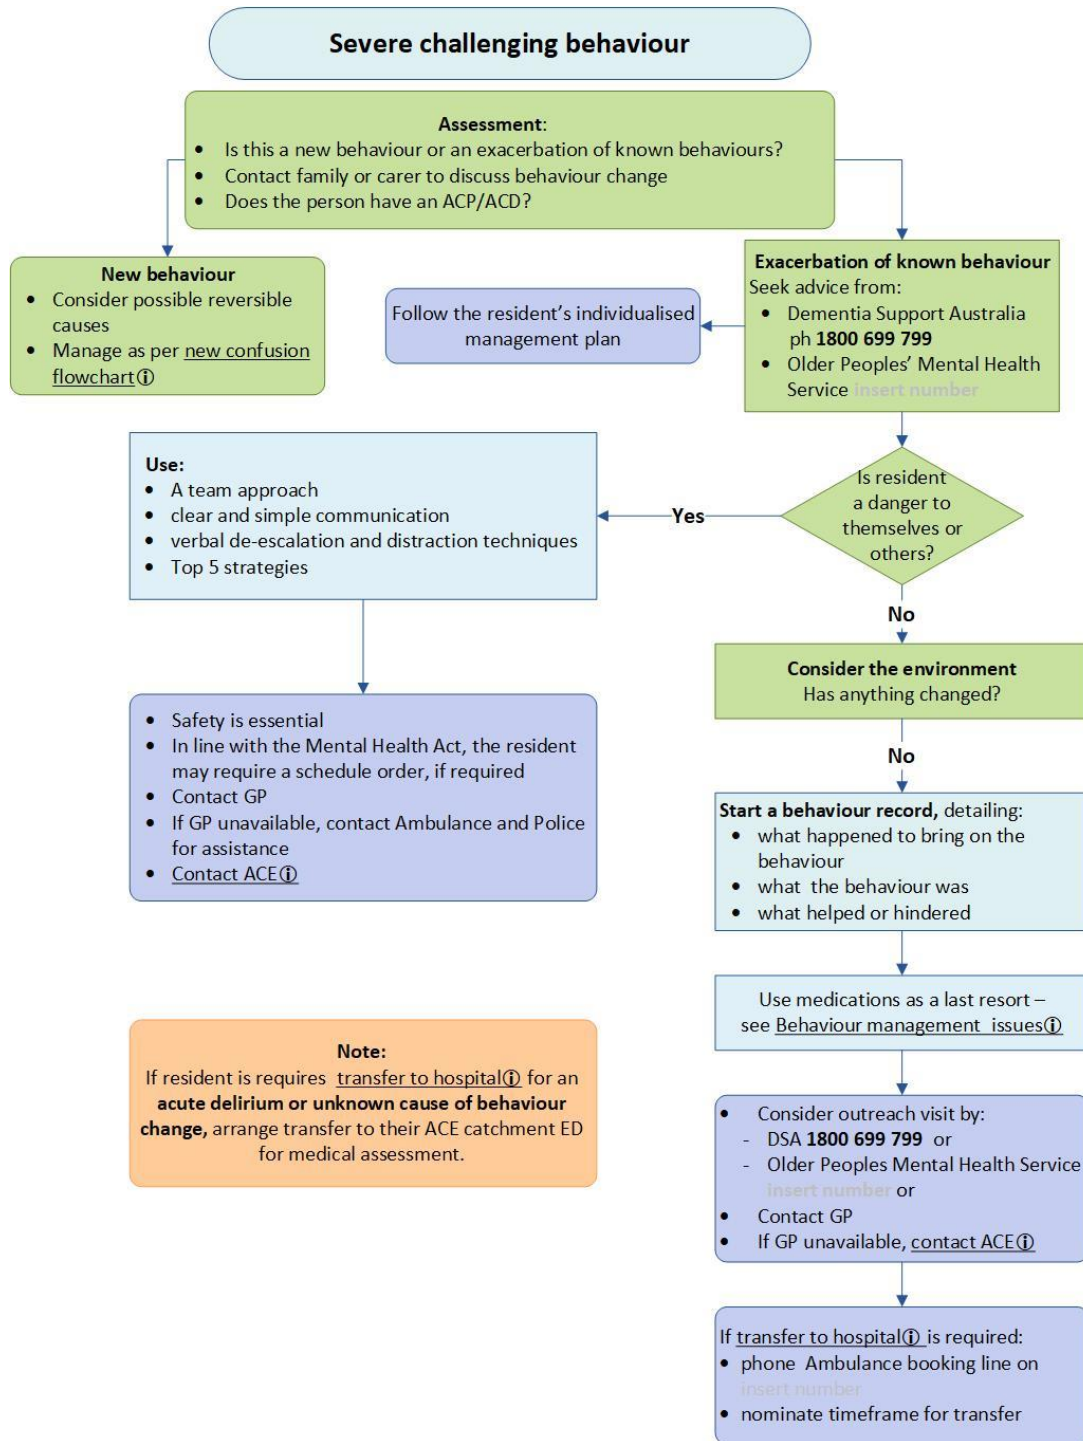 Severe challenging behaviour
Assessment:
• Is this a new behaviour or an exacerbation of known behaviours?
• Contact family or carer to discuss behaviour change
• Does the person have an ACP/ACD?
New behaviour
• Consider possible reversible
causes
• Manage as per new confusion
flowchartⓘ
Follow the resident's individualised
management plan
Exacerbation of known behaviour
Seek advice from:
• Dementia Support Australia
ph 1800 699 799
• Older Peoples' Mental Health
Service insert number
Is resident
a danger to
themselves or
others?
Yes
Use:
• A team approach
• clear and simple communication
• verbal de-escalation and distraction techniques
• Top 5 strategies
• Safety is essential
• In line with the Mental Health Act, the resident
may require a schedule order, if required
• Contact GP
• If GP unavailable, contact Ambulance and Police
for assistance
• Contact ACEⓘ
No
Consider the environment
Has anything changed?
No
Start a behaviour record, detailing:
• what happened to bring on the
behaviour
• what the behaviour was
• what helped or hindered
Use medications as a last resort –
see Behaviour management issuesⓘ
• Consider outreach visit by:
- DSA 1800 699 799 or
- Older Peoples Mental Health Service
insert number or
• Contact GP
• If GP unavailable, contact ACEⓘ
If transfer to hospitalⓘ is required:
• phone Ambulance booking line on
insert number
• nominate timeframe for transfer
Note:
If resident is requires transfer to hospitalⓘ for an
acute delirium or unknown cause of behaviour
change, arrange transfer to their ACE catchment ED
for medical assessment.